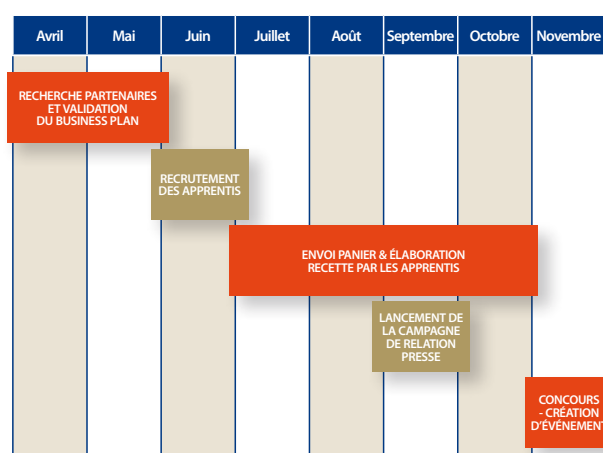 Avril Mai Juin Juillet Août Septembre Octobre Novembre
RECHERCHE PARTENAIRES
ET VALIDATION
DU BUSINESS PLAN
RECRUTEMENT
DES APPRENTIS
ENVOI PANIER & ÉLABORATION
RECETTE PAR LES APPRENTIS
LANCEMENT DE
LA CAMPAGNE
DE RELATION
PRESSE
CONCOURS
- CRÉATION
D'ÉVÉNEMENT